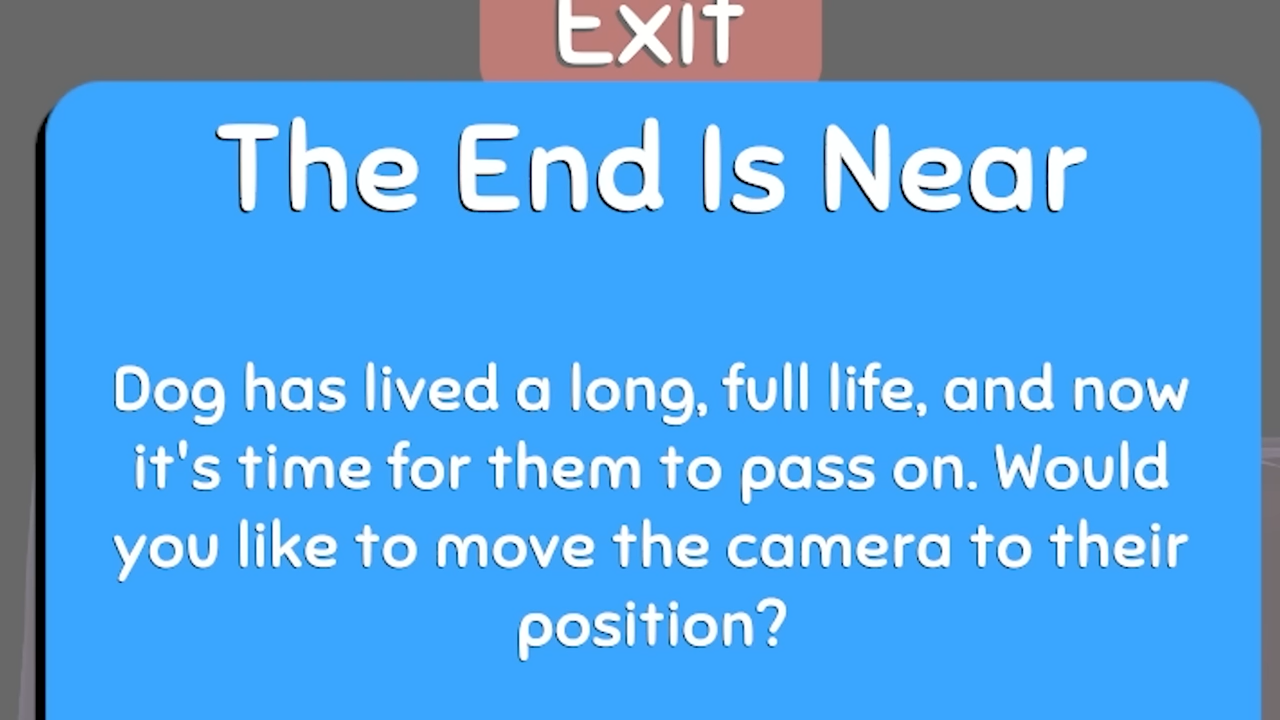 Exit
The End Is Near
Dog has lived a long, full life, and now
it's time for them to pass on. Would
you like to move the camera to their
position?